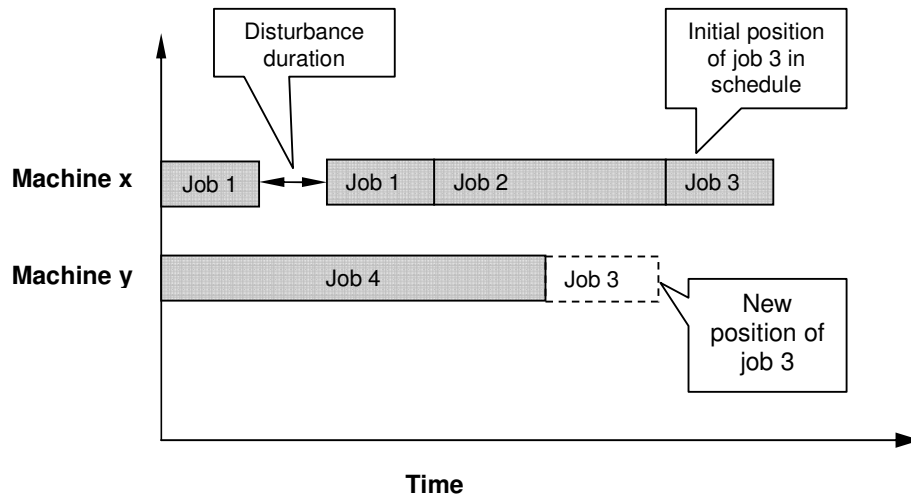 Disturbance
duration
Initial position
of job 3 in
schedule
Machine x
Job 1
Job 1
Job 2
Job 3
Machine y
Job 4
Job 3
New
position of
job 3
Time